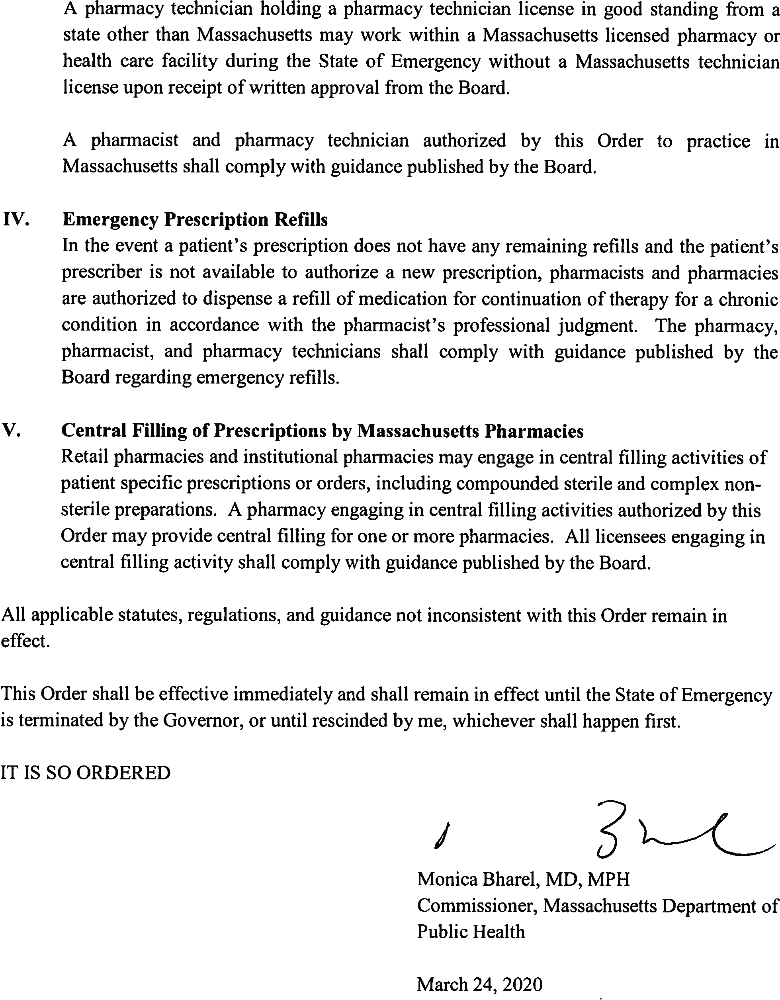 A pharmacy technician holding a pharmacy technician license in good standing from a
state other than Massachusetts may work within a Massachusetts licensed pharmacy or
health care facility during the State of Emergency without a Massachusetts technician
license upon receipt of written approval from the Board.
A pharmacist and pharmacy technician authorized by this Order to practice in
Massachusetts shall comply with guidance published by the Board.
IV. Emergency Prescription Refills
In the event a patient's prescription does not have any remaining refills and the patient's
prescriber is not available to authorize a new prescription, pharmacists and pharmacies
are authorized to dispense a refill of medication for continuation of therapy for a chronic
condition in accordance with the pharmacist's professional judgment. The pharmacy,
pharmacist, and pharmacy technicians shall comply with guidance published by the
Board regarding emergency refills.
V. Central Filling of Prescriptions by Massachusetts Pharmacies
Retail pharmacies and institutional pharmacies may engage in central filling activities of
patient specific prescriptions or orders, including compounded sterile and complex non-
sterile preparations. A pharmacy engaging in central filling activities authorized by this
Order may provide central filling for one or more pharmacies. All licensees engaging in
central filling activity shall comply with guidance published by the Board.
All applicable statutes, regulations, and guidance not inconsistent with this Order remain in
effect.
This Order shall be effective immediately and shall remain in effect until the State of Emergency
is terminated by the Governor, or until rescinded by me, whichever shall happen first.
IT IS SO ORDERED
Monica Bharel, MD, MPH
Commissioner, Massachusetts Department of
Public Health
March 24, 2020